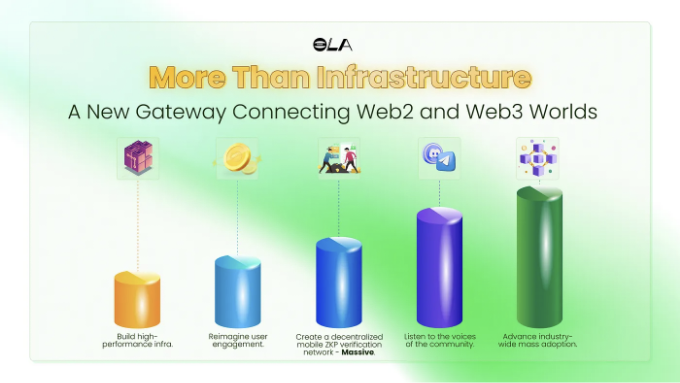 OLA
More Than Infrastructure
A New Gateway Connecting Web2 and Web3 Worlds
Build high-
performance infra.
Reimagine user
engagement.
Create a decentralized
mobile ZKP verification
network - Massive.
Listen to the voices
of the community.
Advance industry-
wide mass adoption.